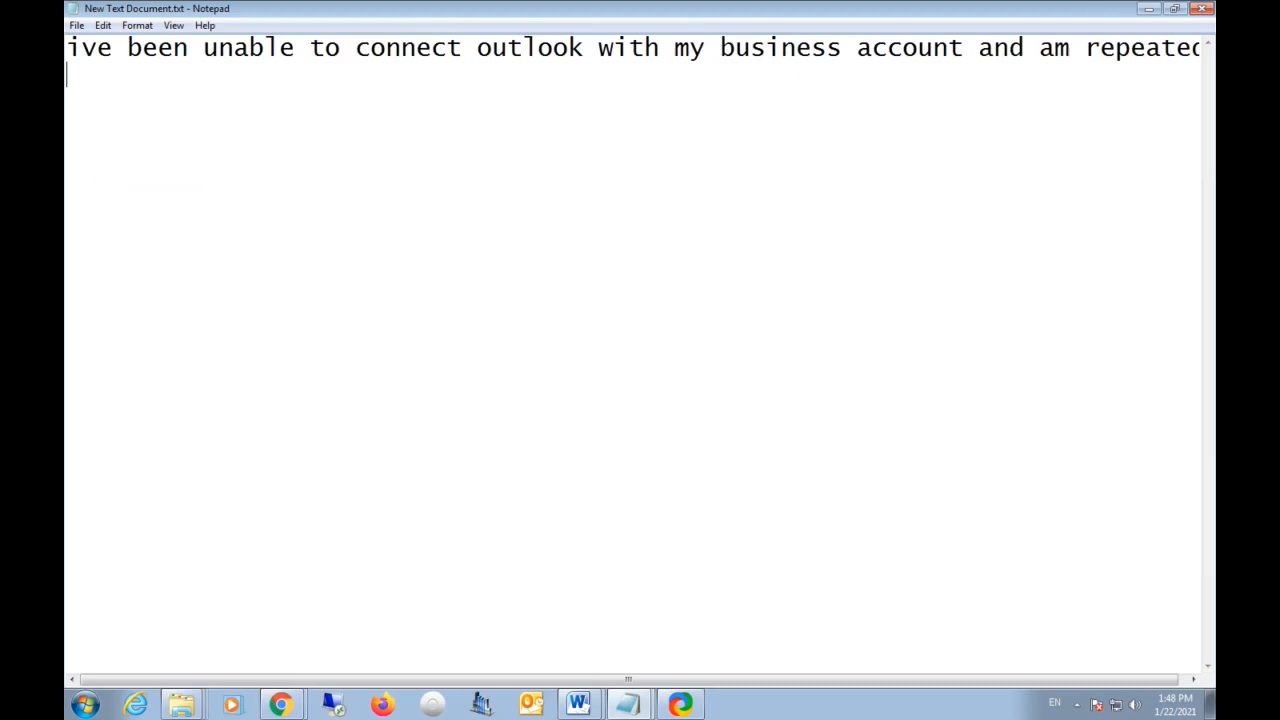 New Text Document.txt - Notepad
File Edit Format View Help
ive been unable to connect outlook with my business account and am repeated
EN
1:48 PM
1/22/2021